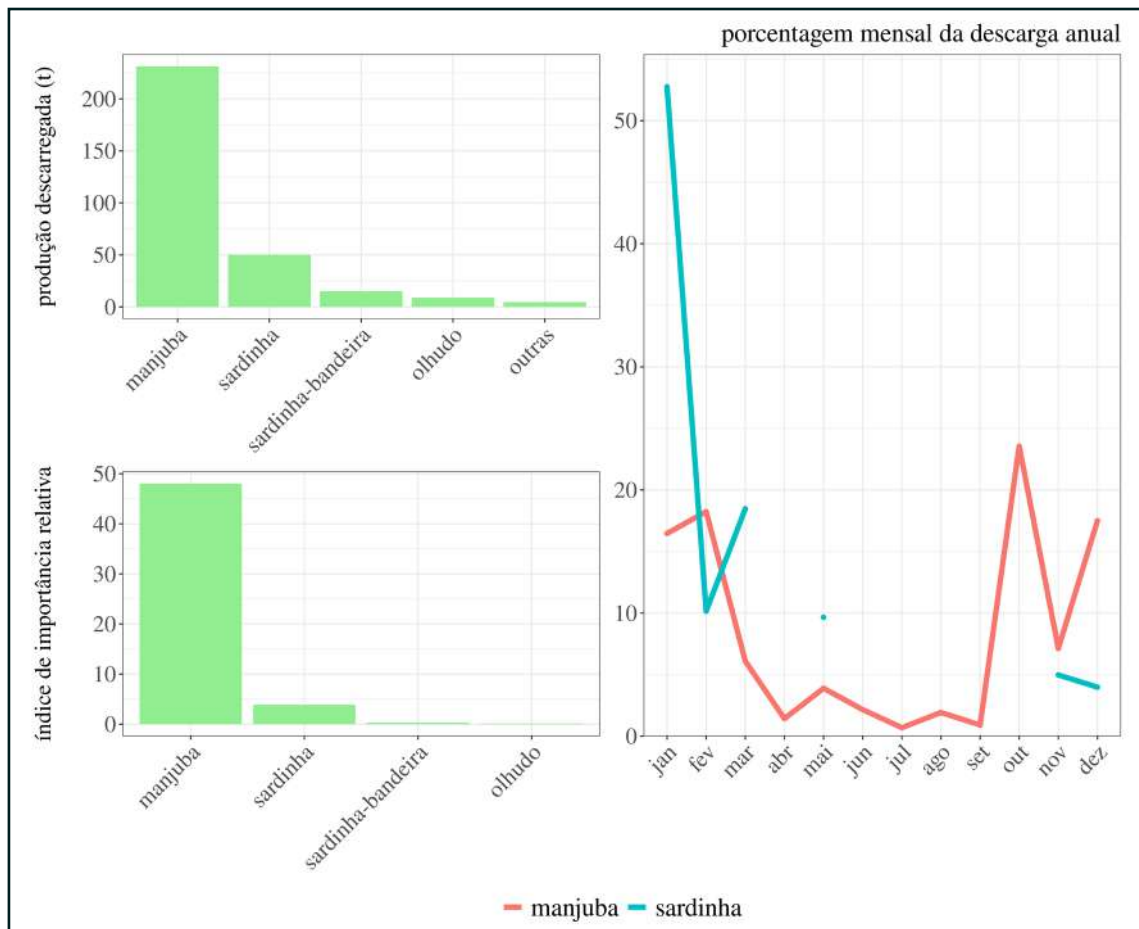 produção descarregada (t)
200
150
100
50
0
manjuba
sardinha
sardinha-bandeira
olhudo
outras
índice de importância relativa
50
40
30
20
10
0
manjuba
sardinha
sardinha-bandeira
olhudo
porcentagem mensal da descarga anual
50
40
30
20
10
0
jan
fev
mar
abr
mai
jun
jul
ago
set
out
nov
dez
manjuba sardinha